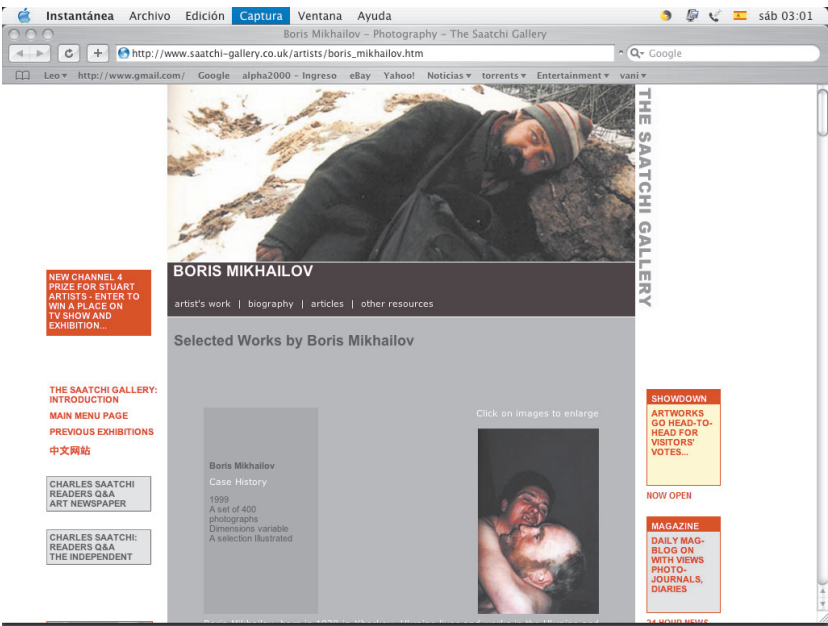 Instantánea Archivo Edición Captura Ventana Ayuda
sáb 03:01
Boris Mikhailov – Photography – The Saatchi Gallery
http://www.saatchi-gallery.co.uk/artists/boris_mikhailov.htm
Google
Leo http://www.gmail.com/ Google alpha2000 – Ingreso eBay Yahoo! Noticias torrents Entertainment vani
THE SAATCHI GALLERY
BORIS MIKHAILOV
artist's work | biography | articles | other resources
NEW CHANNEL 4
PRIZE FOR STUART
ARTISTS - ENTER TO
WIN A PLACE ON
TV SHOW AND
EXHIBITION...
THE SAATCHI GALLERY:
INTRODUCTION
MAIN MENU PAGE
PREVIOUS EXHIBITIONS
中文网站
CHARLES SAATCHI
READERS Q&A
ART NEWSPAPER
CHARLES SAATCHI:
READERS Q&A
THE INDEPENDENT
Selected Works by Boris Mikhailov
Click on images to enlarge
Boris Mikhailov
Case History
1999
A set of 400
photographs
Dimensions variable
A selection Illustrated
SHOWDOWN
ARTWORKS
GO HEAD-TO-
HEAD FOR
VISITORS'
VOTES...
NOW OPEN
MAGAZINE
DAILY MAG-
BLOG ON
WITH VIEWS
PHOTO-
JOURNALS,
DIARIES
24 HOUR NEWS